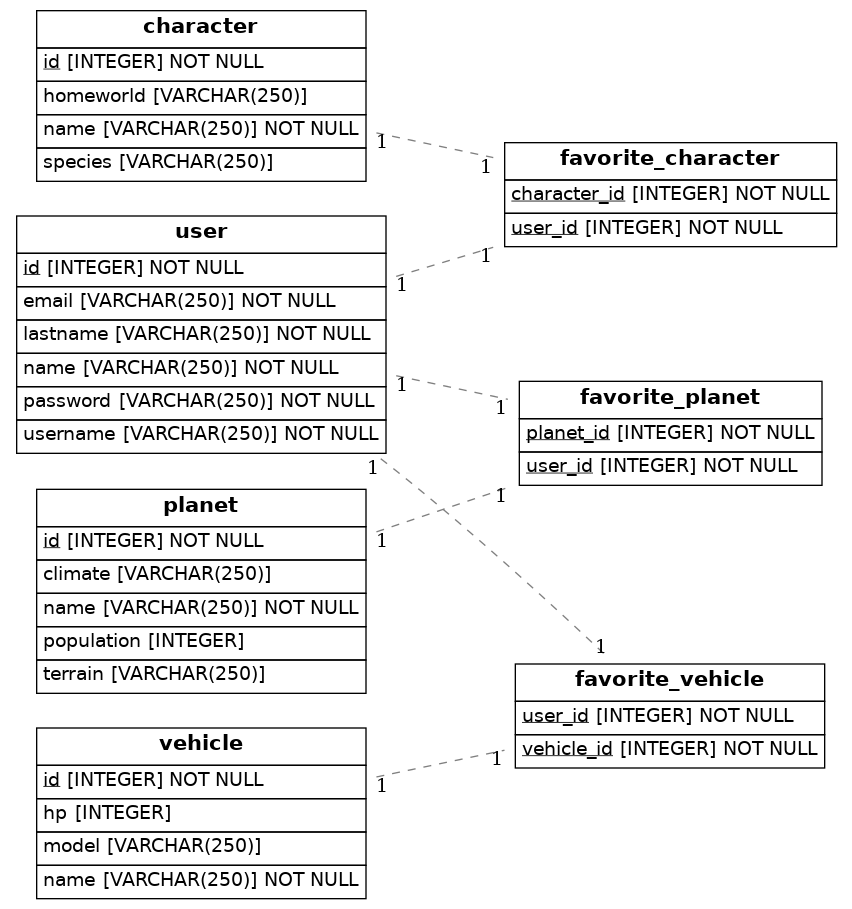 character
id [INTEGER] NOT NULL
homeworld [VARCHAR(250)]
name [VARCHAR(250)] NOT NULL
species [VARCHAR(250)]
1
1
favorite_character
character_id [INTEGER] NOT NULL
user_id [INTEGER] NOT NULL
user
id [INTEGER] NOT NULL
email [VARCHAR(250)] NOT NULL
lastname [VARCHAR(250)] NOT NULL
name [VARCHAR(250)] NOT NULL
password [VARCHAR(250)] NOT NULL
username [VARCHAR(250)] NOT NULL
1
1
1
1
1
1
favorite_planet
planet_id [INTEGER] NOT NULL
user_id [INTEGER] NOT NULL
planet
id [INTEGER] NOT NULL
climate [VARCHAR(250)]
name [VARCHAR(250)] NOT NULL
population [INTEGER]
terrain [VARCHAR(250)]
1
1
favorite_vehicle
user_id [INTEGER] NOT NULL
vehicle_id [INTEGER] NOT NULL
vehicle
id [INTEGER] NOT NULL
hp [INTEGER]
model [VARCHAR(250)]
name [VARCHAR(250)] NOT NULL
1
1